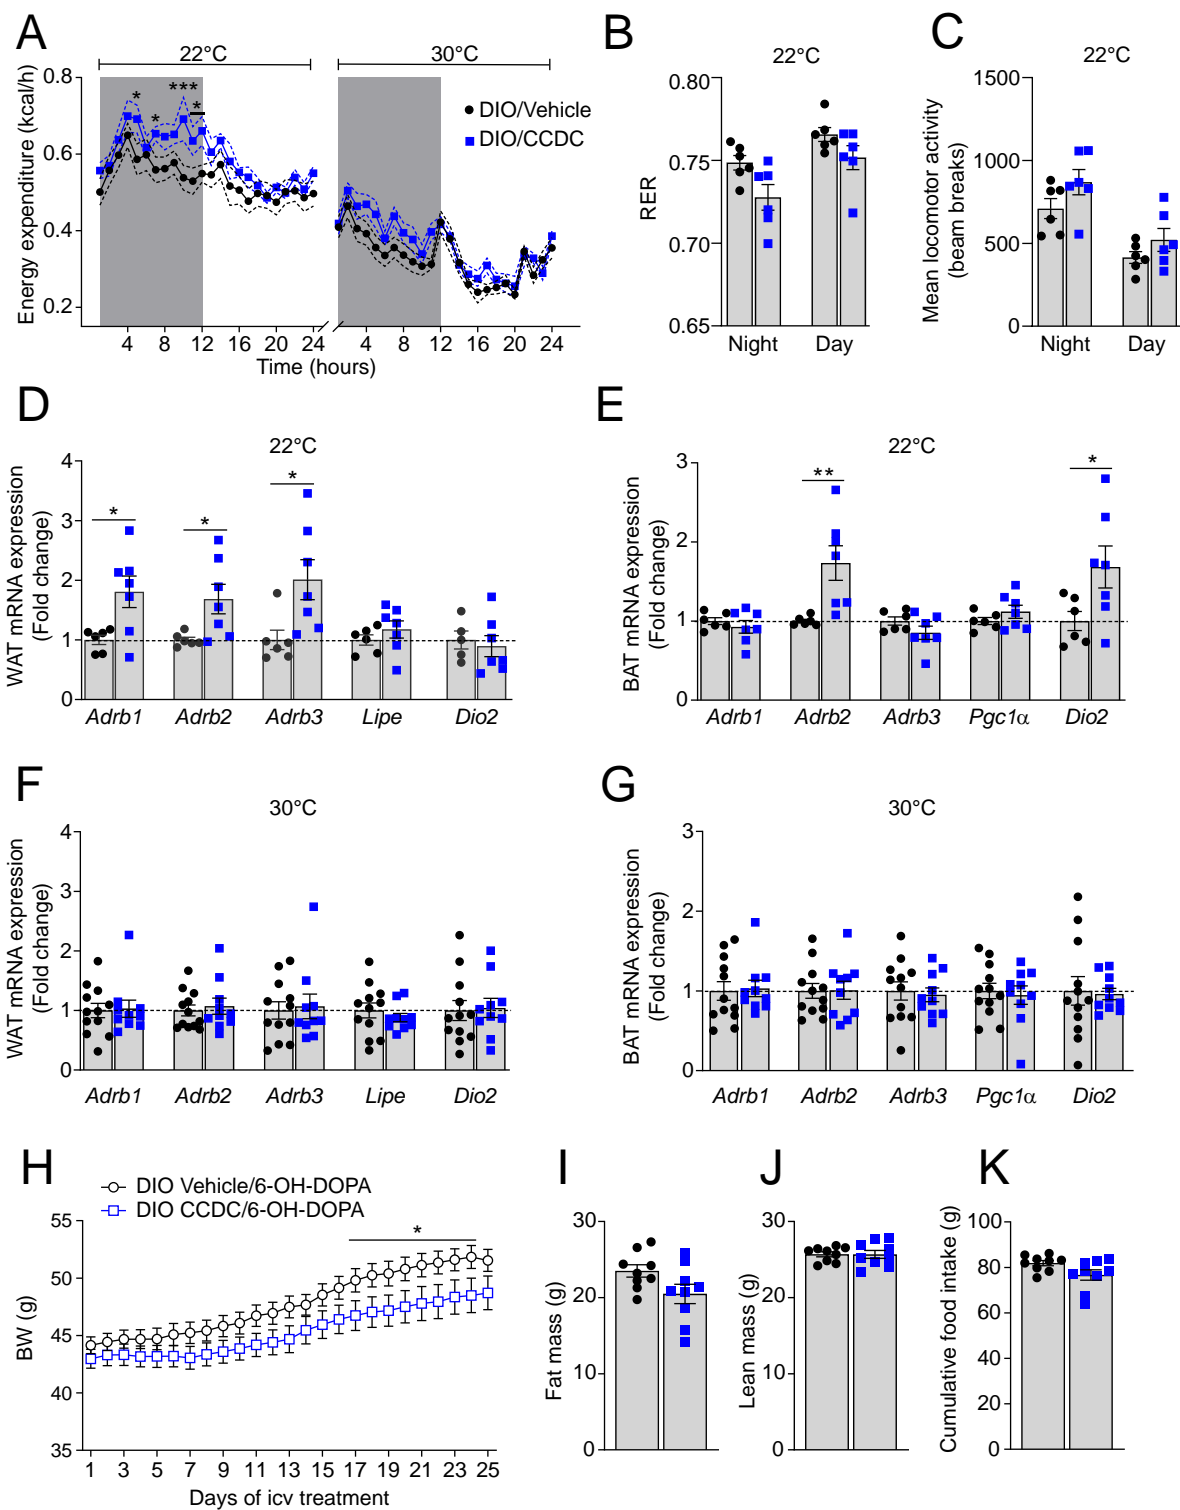 A
22°C
30°C
Energy expenditure (kcal/h)
0.8
0.6
0.4
0.2
*
*
***
*
DIO/Vehicle
DIO/CCDC
4 8 12 16 20 24 4 8 12 16 20 24
Time (hours)
B
22°C
RER
0.80
0.75
0.70
0.65
Night Day
C
22°C
Mean locomotor activity
(beam breaks)
1500
1000
500
0
Night Day
D
22°C
WAT mRNA expression
(Fold change)
4
3
2
1
0
* * *
Adrb1 Adrb2 Adrb3 Lipe Dio2
E
22°C
BAT mRNA expression
(Fold change)
3
2
1
0
** *
Adrb1 Adrb2 Adrb3 Pgc1α Dio2
F
30°C
WAT mRNA expression
(Fold change)
4
3
2
1
0
Adrb1 Adrb2 Adrb3 Lipe Dio2
G
30°C
BAT mRNA expression
(Fold change)
3
2
1
0
Adrb1 Adrb2 Adrb3 Pgc1α Dio2
H
DIO Vehicle/6-OH-DOPA
DIO CCDC/6-OH-DOPA
BW (g)
55
50
45
40
35
*
1 3 5 7 9 11 13 15 17 19 21 23 25
Days of icv treatment
I
Fat mass (g)
30
20
10
0
J
Lean mass (g)
30
20
10
0
K
Cumulative food intake (g)
100
80
60
40
20
0